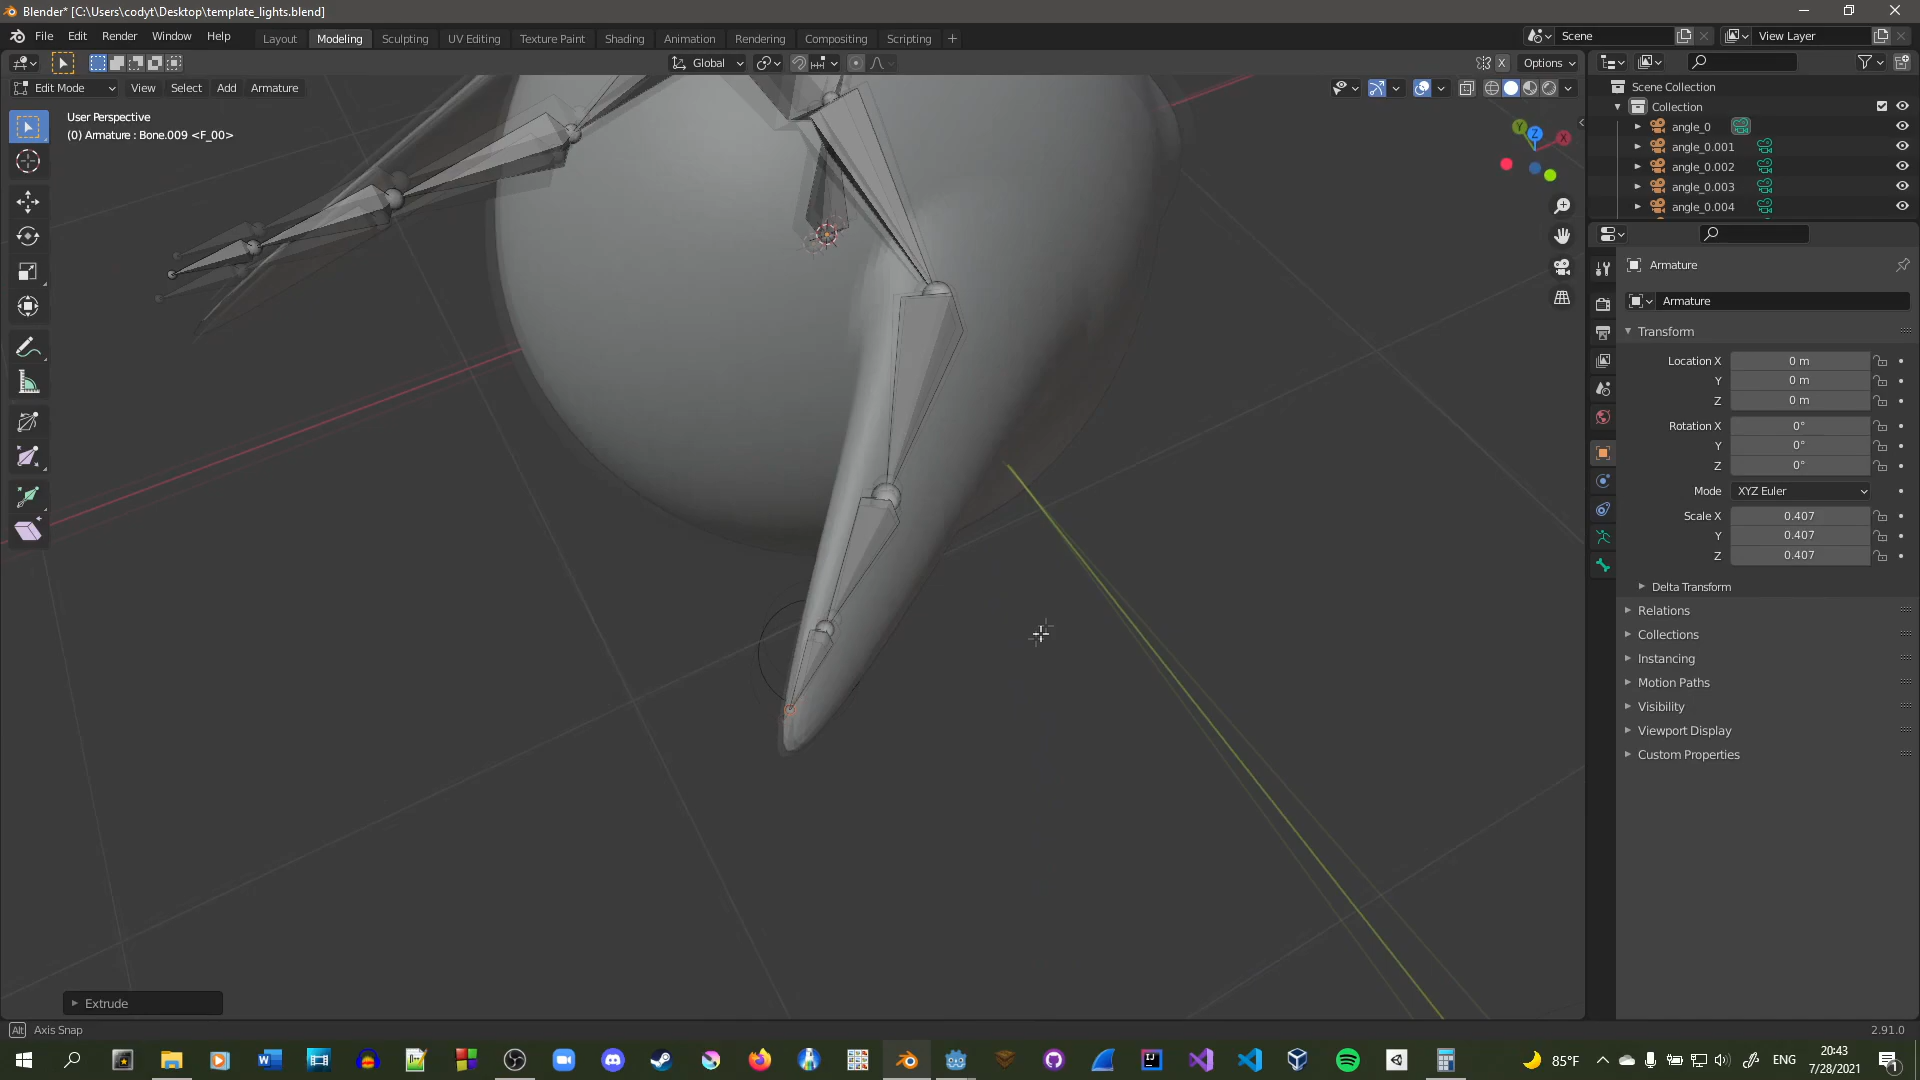 Blender* [C:\Users\codyt\Desktop\template_lights.blend]
File Edit Render Window Help
Layout Modeling Sculpting UV Editing Texture Paint Shading Animation Rendering Compositing Scripting +
Scene
View Layer
Global
Options
Edit Mode View Select Add Armature
User Perspective
(0) Armature : Bone.009 <F_00>
Y Z X
Scene Collection
Collection
angle_0
angle_0.001
angle_0.002
angle_0.003
angle_0.004
Armature
Armature
Transform
Location X 0 m
Y 0 m
Z 0 m
Rotation X 0°
Y 0°
Z 0°
Mode XYZ Euler
Scale X 0.407
Y 0.407
Z 0.407
Delta Transform
Relations
Collections
Instancing
Motion Paths
Visibility
Viewport Display
Custom Properties
Extrude
Alt Axis Snap
2.91.0
85°F
ENG
20:43
7/28/2021
1